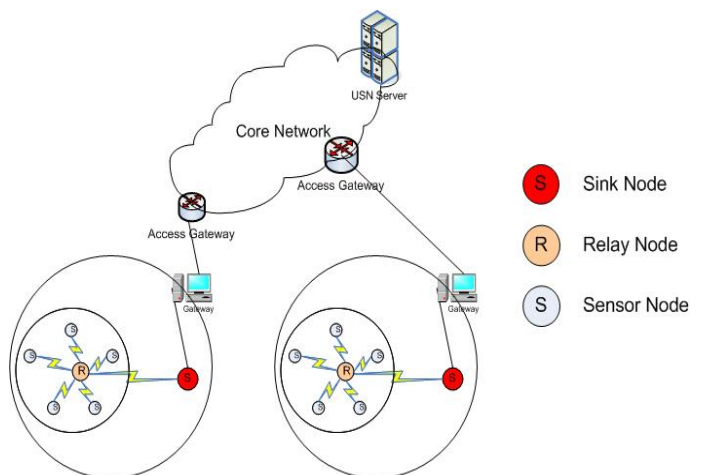 USN Server
Core Network
Access Gateway
Access Gateway
S Sink Node
R Relay Node
S Sensor Node
Gateway
Gateway
S
S
S
R
S
S
S
S
S
S
R
S
S
S
S